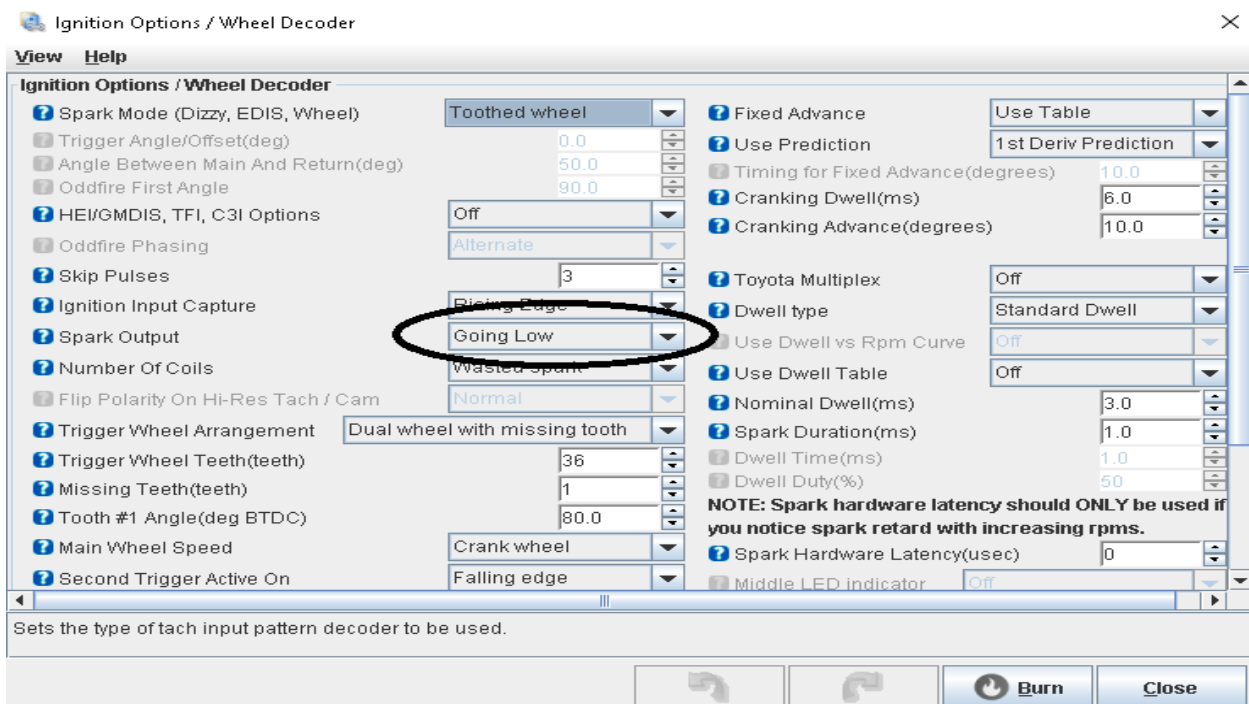 Ignition Options / Wheel Decoder
View Help
Ignition Options / Wheel Decoder
Spark Mode (Dizzy, EDIS, Wheel) Toothed wheel
Trigger Angle/Offset(deg) 0.0
Angle Between Main And Return(deg) 50.0
Oddfire First Angle 90.0
HEI/GMDIS, TFI, C3I Options Off
Oddfire Phasing Alternate
Skip Pulses 3
Ignition Input Capture Rising Edge
Spark Output Going Low
Number Of Coils Wasted spark
Flip Polarity On Hi-Res Tach / Cam Normal
Trigger Wheel Arrangement Dual wheel with missing tooth
Trigger Wheel Teeth(teeth) 36
Missing Teeth(teeth) 1
Tooth #1 Angle(deg BTDC) 80.0
Main Wheel Speed Crank wheel
Second Trigger Active On Falling edge
Fixed Advance Use Table
Use Prediction 1st Deriv Prediction
Timing for Fixed Advance(degrees) 10.0
Cranking Dwell(ms) 6.0
Cranking Advance(degrees) 10.0
Toyota Multiplex Off
Dwell type Standard Dwell
Use Dwell vs Rpm Curve Off
Use Dwell Table Off
Nominal Dwell(ms) 3.0
Spark Duration(ms) 1.0
Dwell Time(ms) 1.0
Dwell Duty(%) 50
NOTE: Spark hardware latency should ONLY be used if
you notice spark retard with increasing rpms.
Spark Hardware Latency(usec) 0
Middle LED indicator Off
Sets the type of tach input pattern decoder to be used.
Burn Close